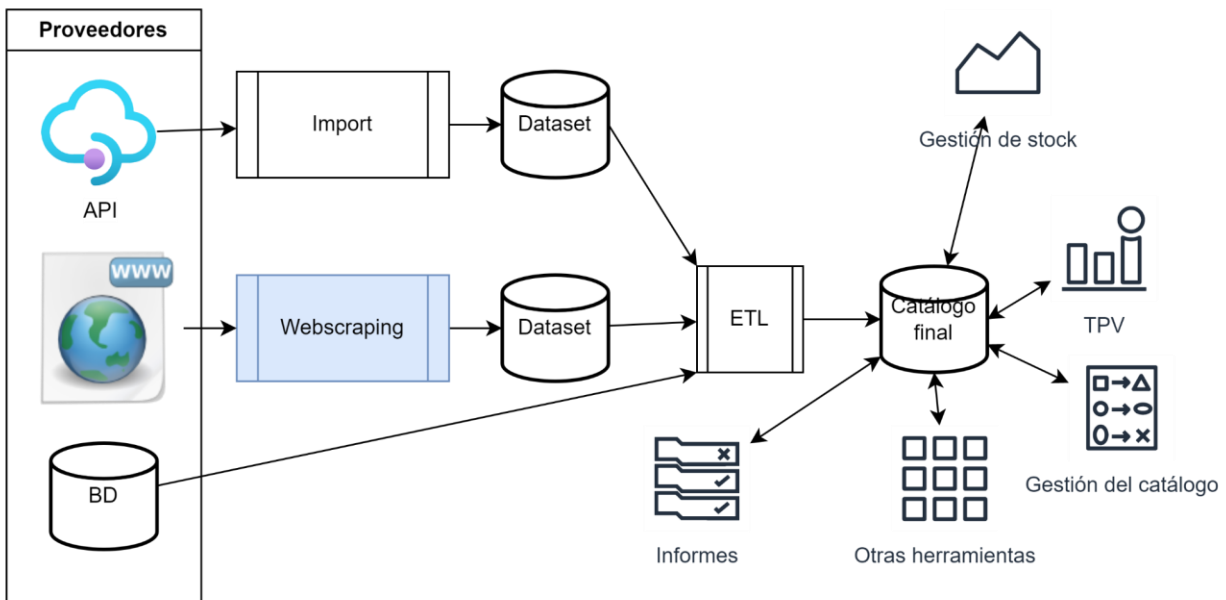 Proveedores
API
Import
Dataset
www
Webscraping
Dataset
BD
ETL
Catálogo
final
Gestión de stock
TPV
Gestión del catálogo
Informes
Otras herramientas